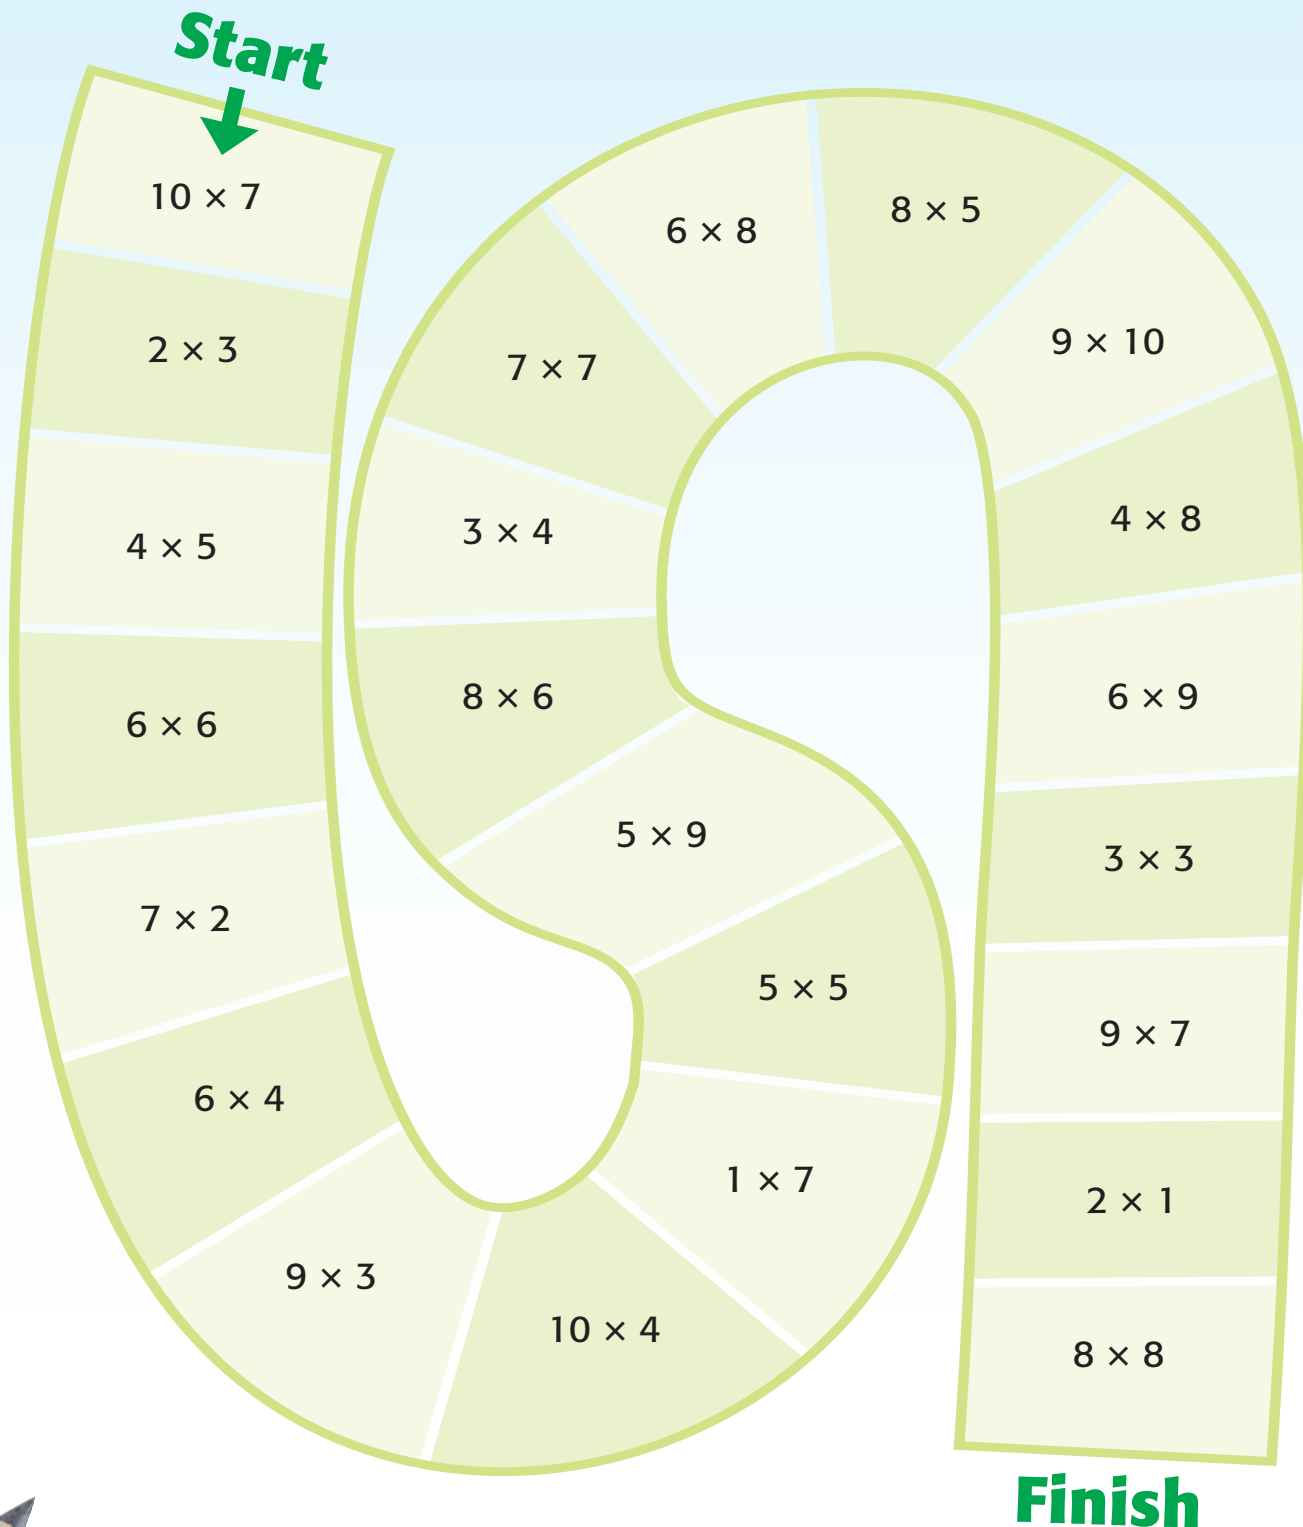 Start
10 × 7
2 × 3
4 × 5
6 × 6
7 × 2
6 × 4
9 × 3
10 × 4
1 × 7
5 × 5
5 × 9
8 × 6
3 × 4
7 × 7
6 × 8
8 × 5
9 × 10
4 × 8
6 × 9
3 × 3
9 × 7
2 × 1
8 × 8
Finish